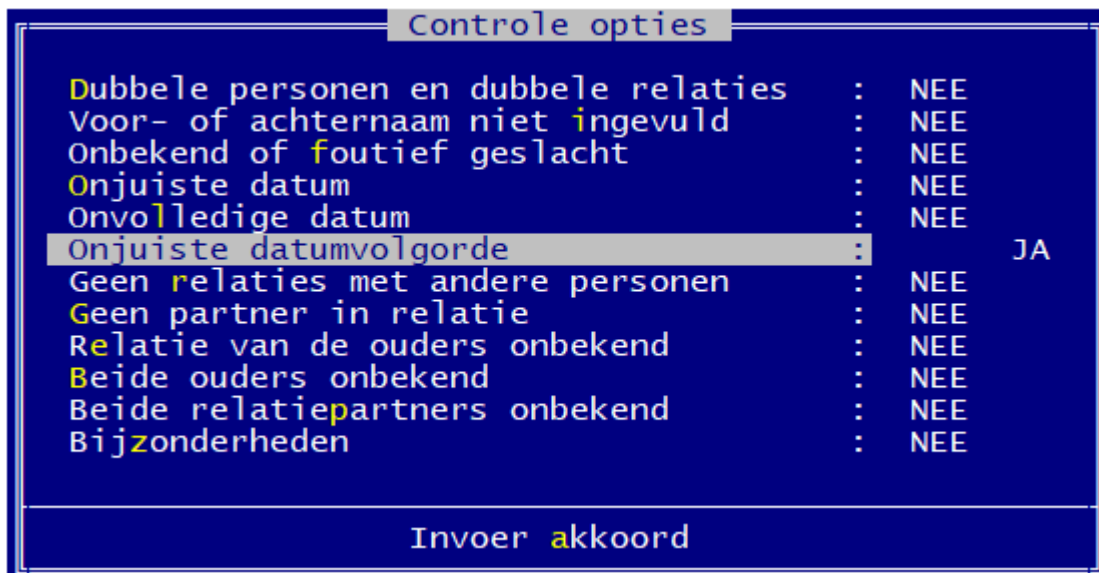 Controle opties
Dubbele personen en dubbele relaties : NEE
Voor- of achternaam niet ingevuld : NEE
Onbekend of foutief geslacht : NEE
Onjuiste datum : NEE
Onvolledige datum : NEE
Onjuiste datumvolgorde : JA
Geen relaties met andere personen : NEE
Geen partner in relatie : NEE
Relatie van de ouders onbekend : NEE
Beide ouders onbekend : NEE
Beide relatiepartners onbekend : NEE
Bijzonderheden : NEE
Invoer akkoord